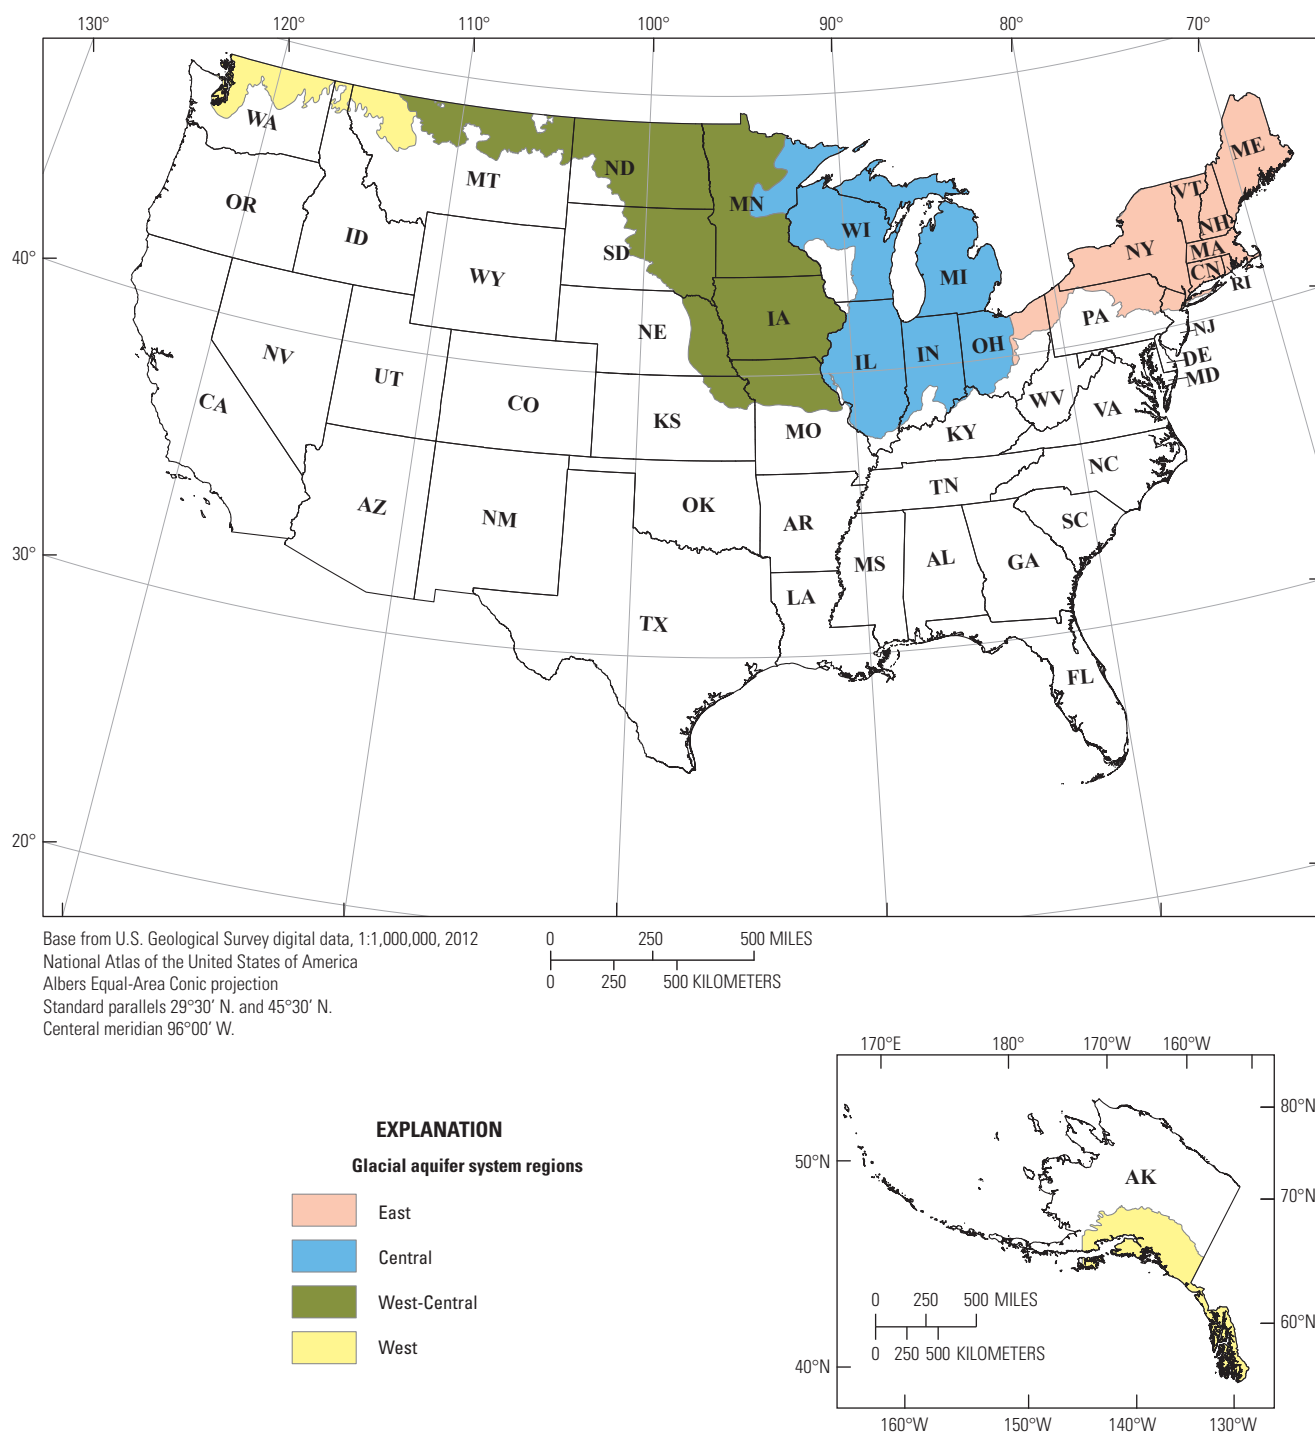 130° 120° 110° 100° 90° 80° 70°
WA
ME
MT
ND
VT
OR
MN
NH
ID
WI
NY
MA
40°
SD
CN
WY
MI
RI
NE
IA
PA
NV
IL
IN
OH
NJ
UT
DE
CA
CO
WV
MD
KS
MO
KY
VA
NC
TN
AZ
NM
OK
AR
SC
30°
MS
AL
GA
LA
TX
FL
20°
Base from U.S. Geological Survey digital data, 1:1,000,000, 2012
National Atlas of the United States of America
Albers Equal-Area Conic projection
Standard parallels 29°30′ N. and 45°30′ N.
Centeral meridian 96°00′ W.
0 250 500 MILES
0 250 500 KILOMETERS
EXPLANATION
Glacial aquifer system regions
East
Central
West-Central
West
170°E 180° 170°W 160°W
80°N
50°N
AK
70°N
0 250 500 MILES
60°N
0 250 500 KILOMETERS
40°N
160°W 150°W 140°W 130°W